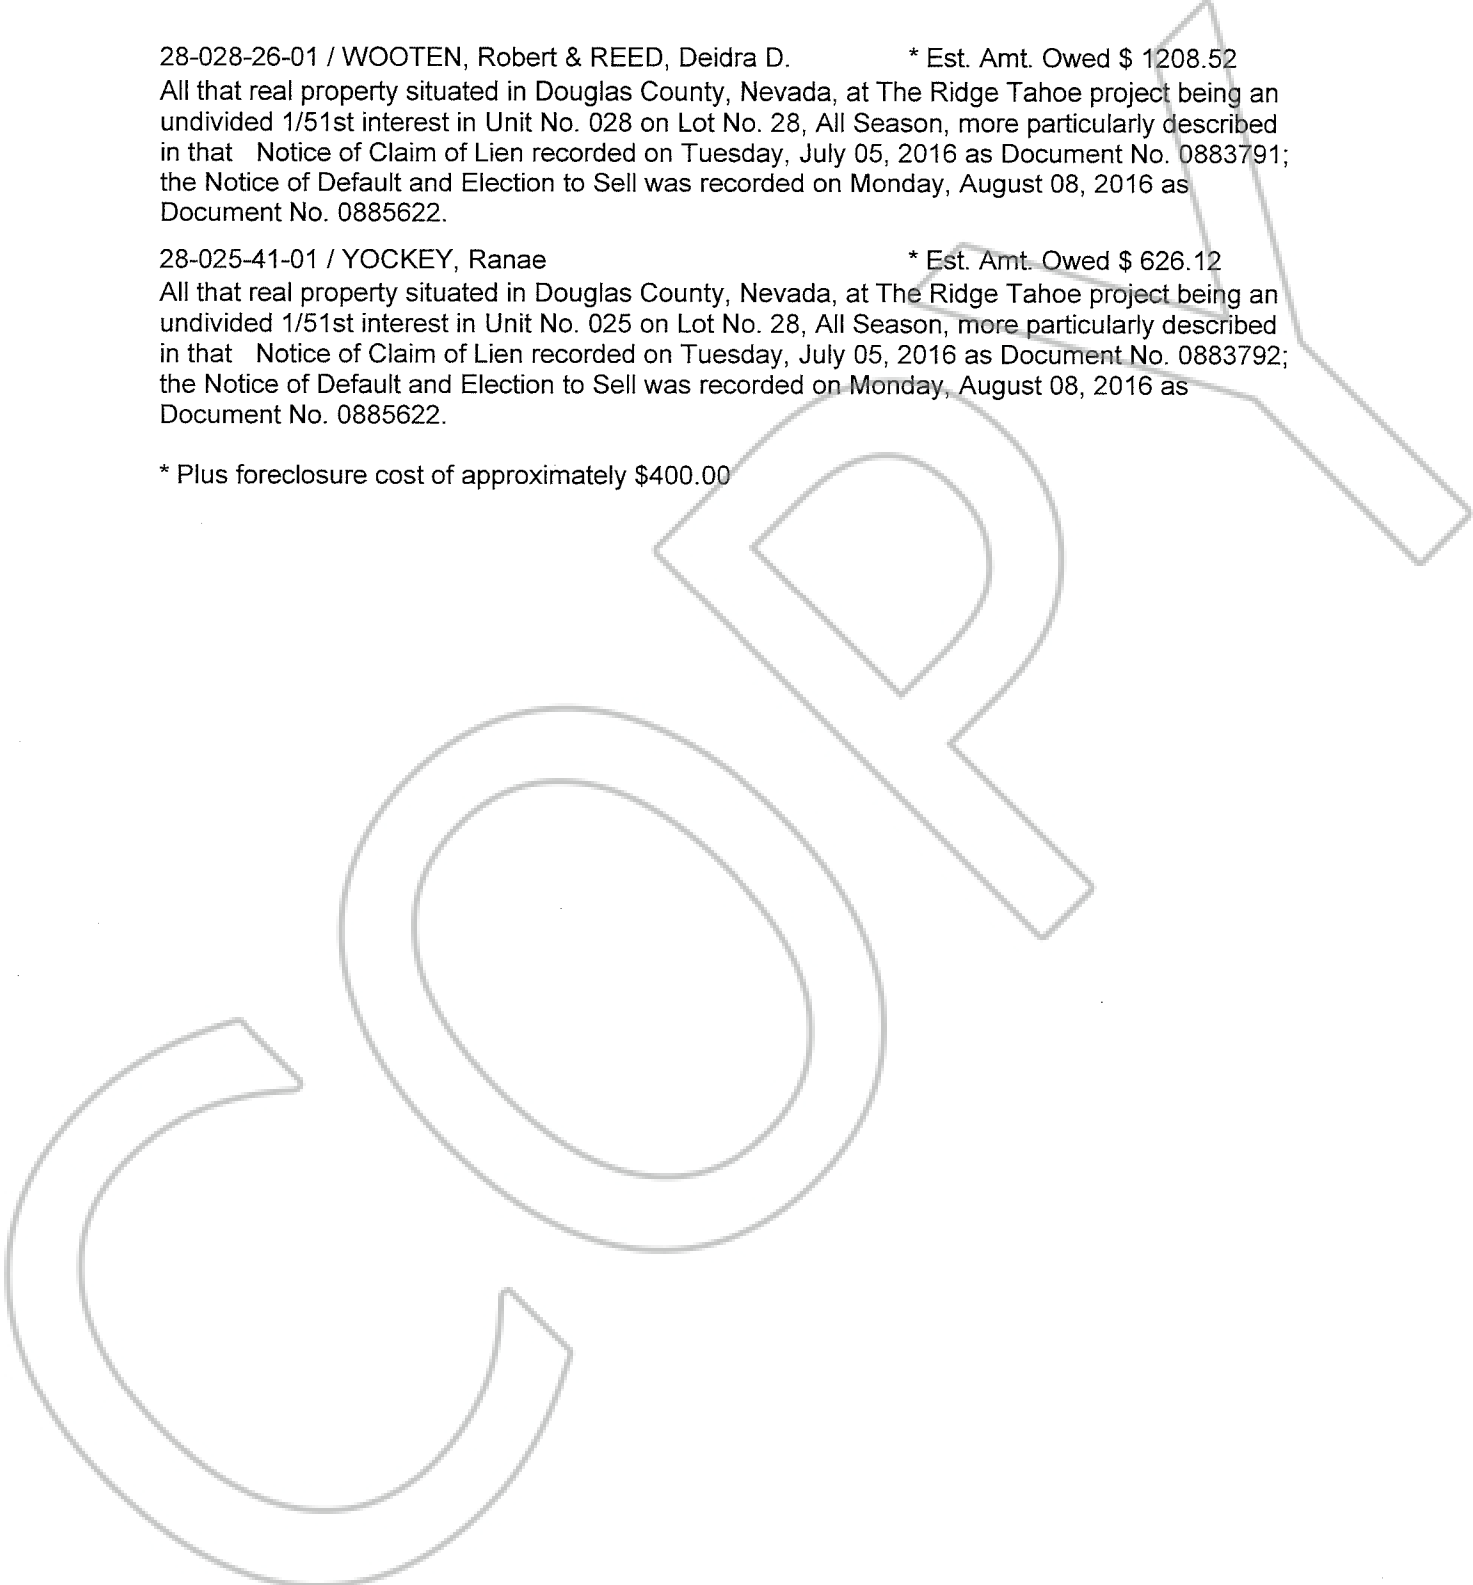 28-028-26-01 / WOOTEN, Robert & REED, Deidra D. * Est. Amt. Owed $ 1208.52
All that real property situated in Douglas County, Nevada, at The Ridge Tahoe project being an
undivided 1/51st interest in Unit No. 028 on Lot No. 28, All Season, more particularly described
in that Notice of Claim of Lien recorded on Tuesday, July 05, 2016 as Document No. 0883791;
the Notice of Default and Election to Sell was recorded on Monday, August 08, 2016 as
Document No. 0885622.
28-025-41-01 / YOCKEY, Ranae * Est. Amt. Owed $ 626.12
All that real property situated in Douglas County, Nevada, at The Ridge Tahoe project being an
undivided 1/51st interest in Unit No. 025 on Lot No. 28, All Season, more particularly described
in that Notice of Claim of Lien recorded on Tuesday, July 05, 2016 as Document No. 0883792;
the Notice of Default and Election to Sell was recorded on Monday, August 08, 2016 as
Document No. 0885622.
* Plus foreclosure cost of approximately $400.00
COPY